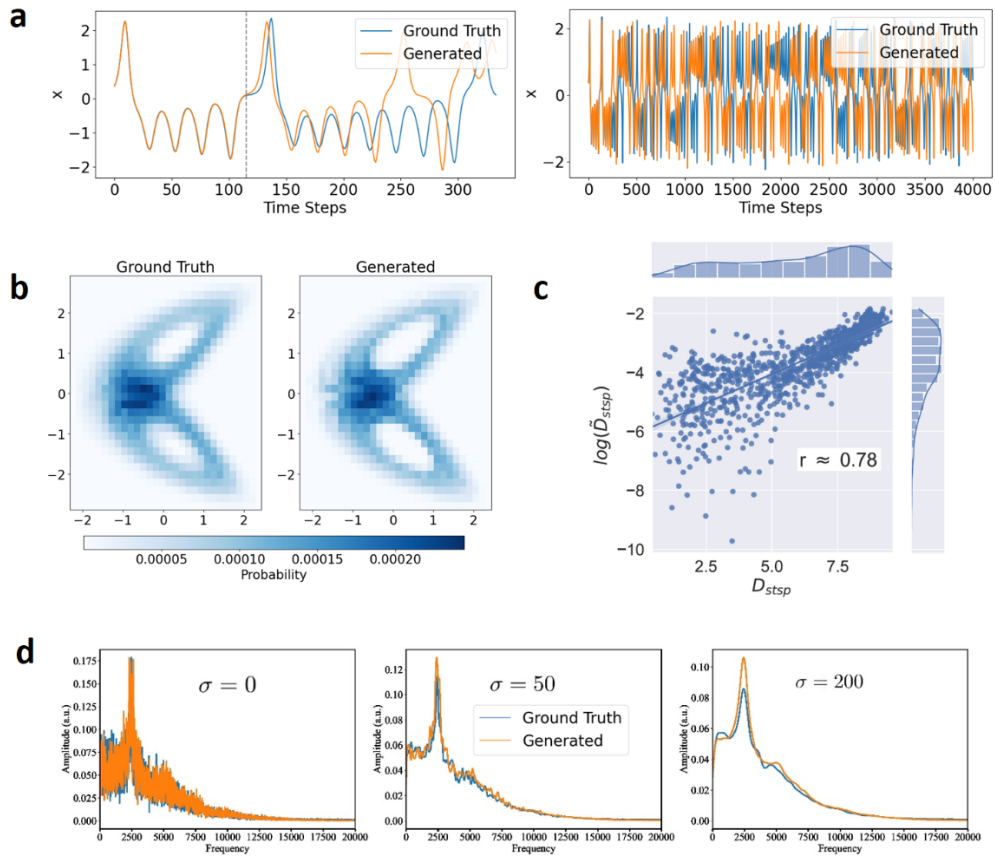 a
Ground Truth
Generated
x
2
1
0
−1
−2
0 50 100 150 200 250 300
Time Steps
Ground Truth
Generated
x
2
0
−2
0 500 1000 1500 2000 2500 3000 3500 4000
Time Steps
b
Ground Truth
Generated
2
1
0
−1
−2
−2 −1 0 1 2
2
1
0
−1
−2
−2 −1 0 1 2
0.00005 0.00010 0.00015 0.00020
Probability
c
log(D̃stsp)
−2
−4
−6
−8
−10
r ≈ 0.78
2.5 5.0 7.5
Dstsp
d
Amplitude (a.u.)
0.175
0.150
0.125
0.100
0.075
0.050
0.025
0.000
σ = 0
0 2500 5000 7500 10000 12500 15000 17500 20000
Frequency
Amplitude (a.u.)
0.12
0.10
0.08
0.06
0.04
0.02
0.00
σ = 50
Ground Truth
Generated
0 2500 5000 7500 10000 12500 15000 17500 20000
Frequency
Amplitude (a.u.)
0.10
0.08
0.06
0.04
0.02
0.00
σ = 200
0 2500 5000 7500 10000 12500 15000 17500 20000
Frequency